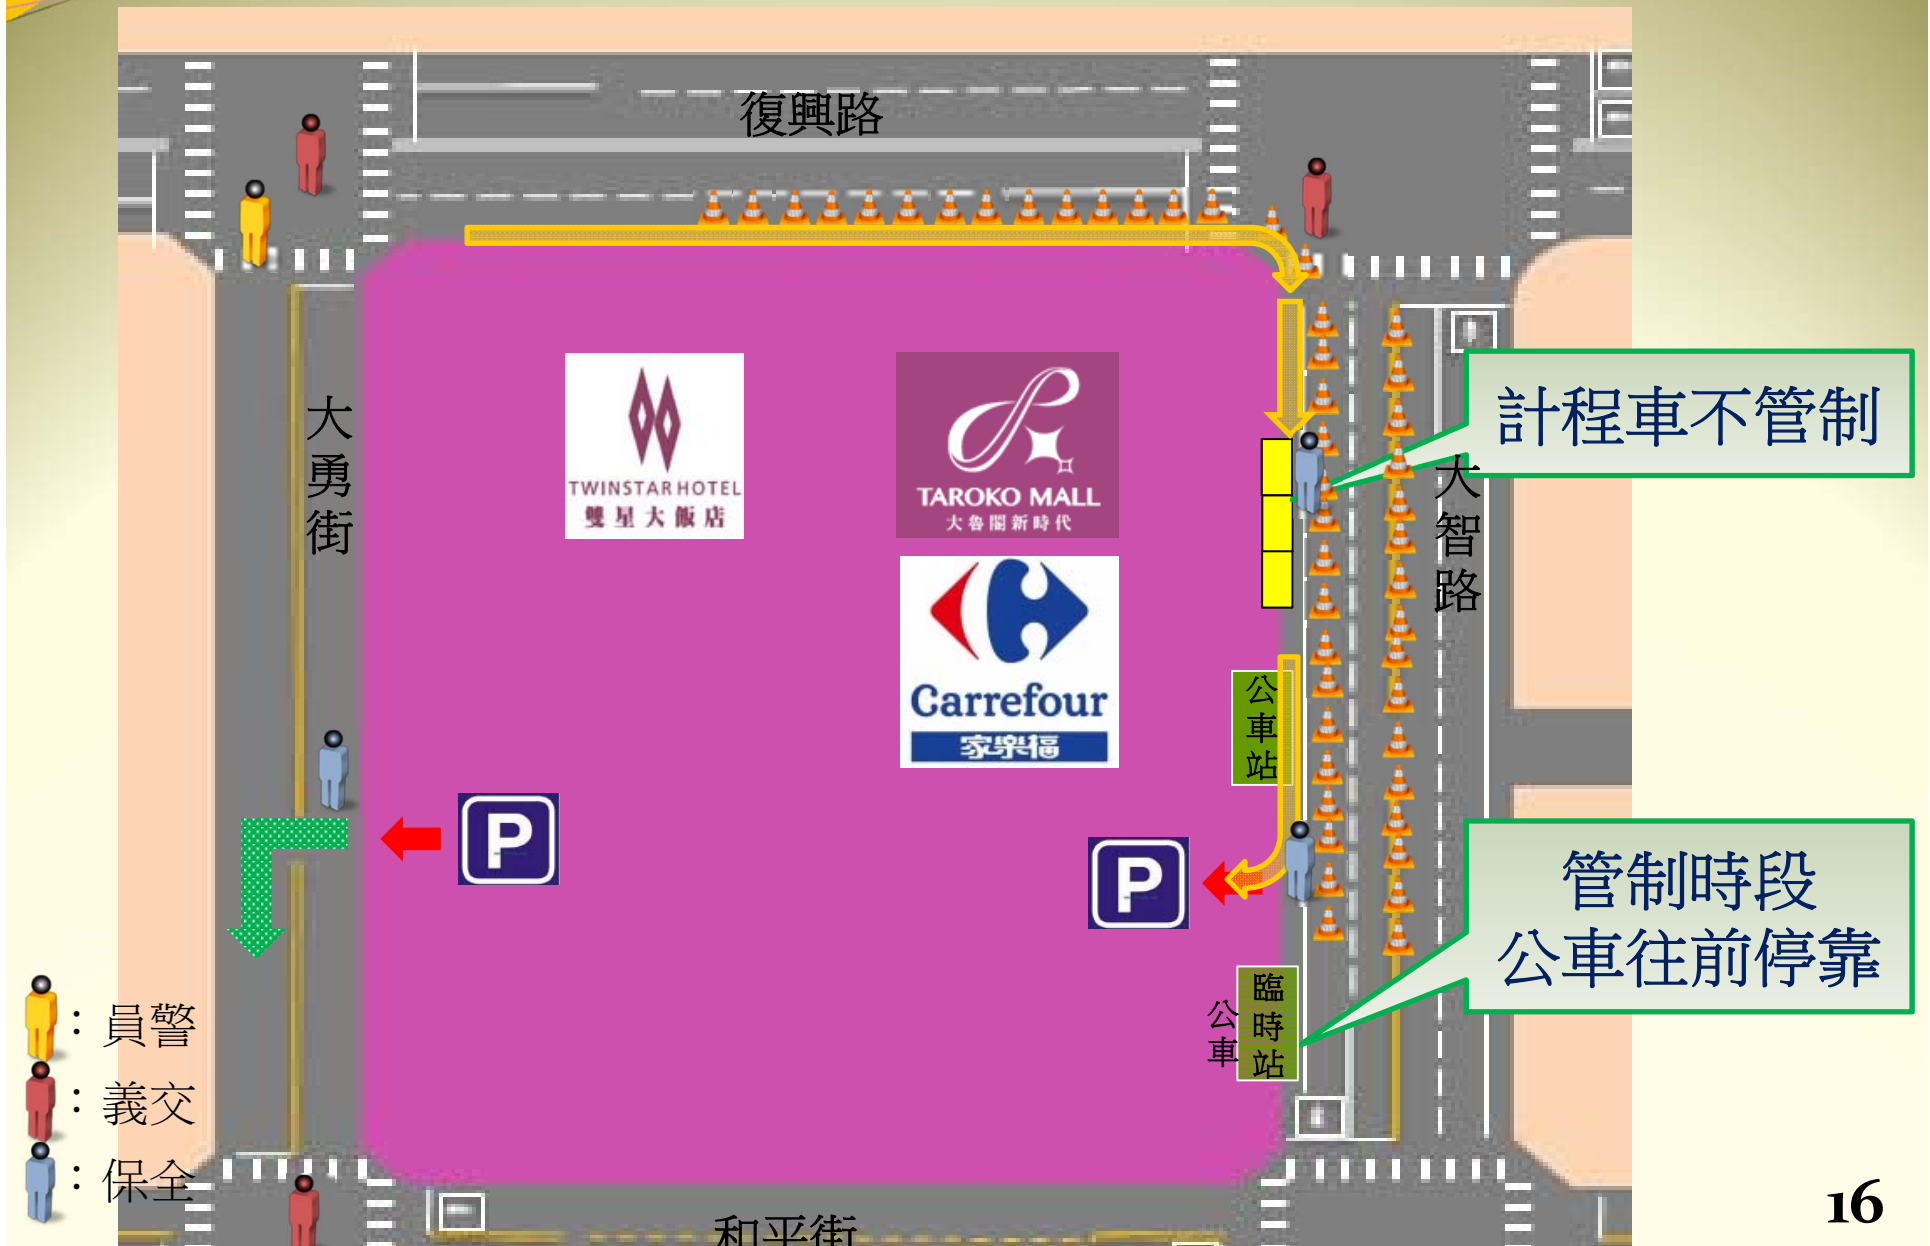 復興路
大勇街
TWINSTAR HOTEL
雙星大飯店
TAROKO MALL
大魯閣新時代
計程車不管制
大智路
Carrefour
家樂福
公車站
P
P
管制時段
公車往前停靠
公車
臨時站
：員警
：義交
：保全
和平街
16